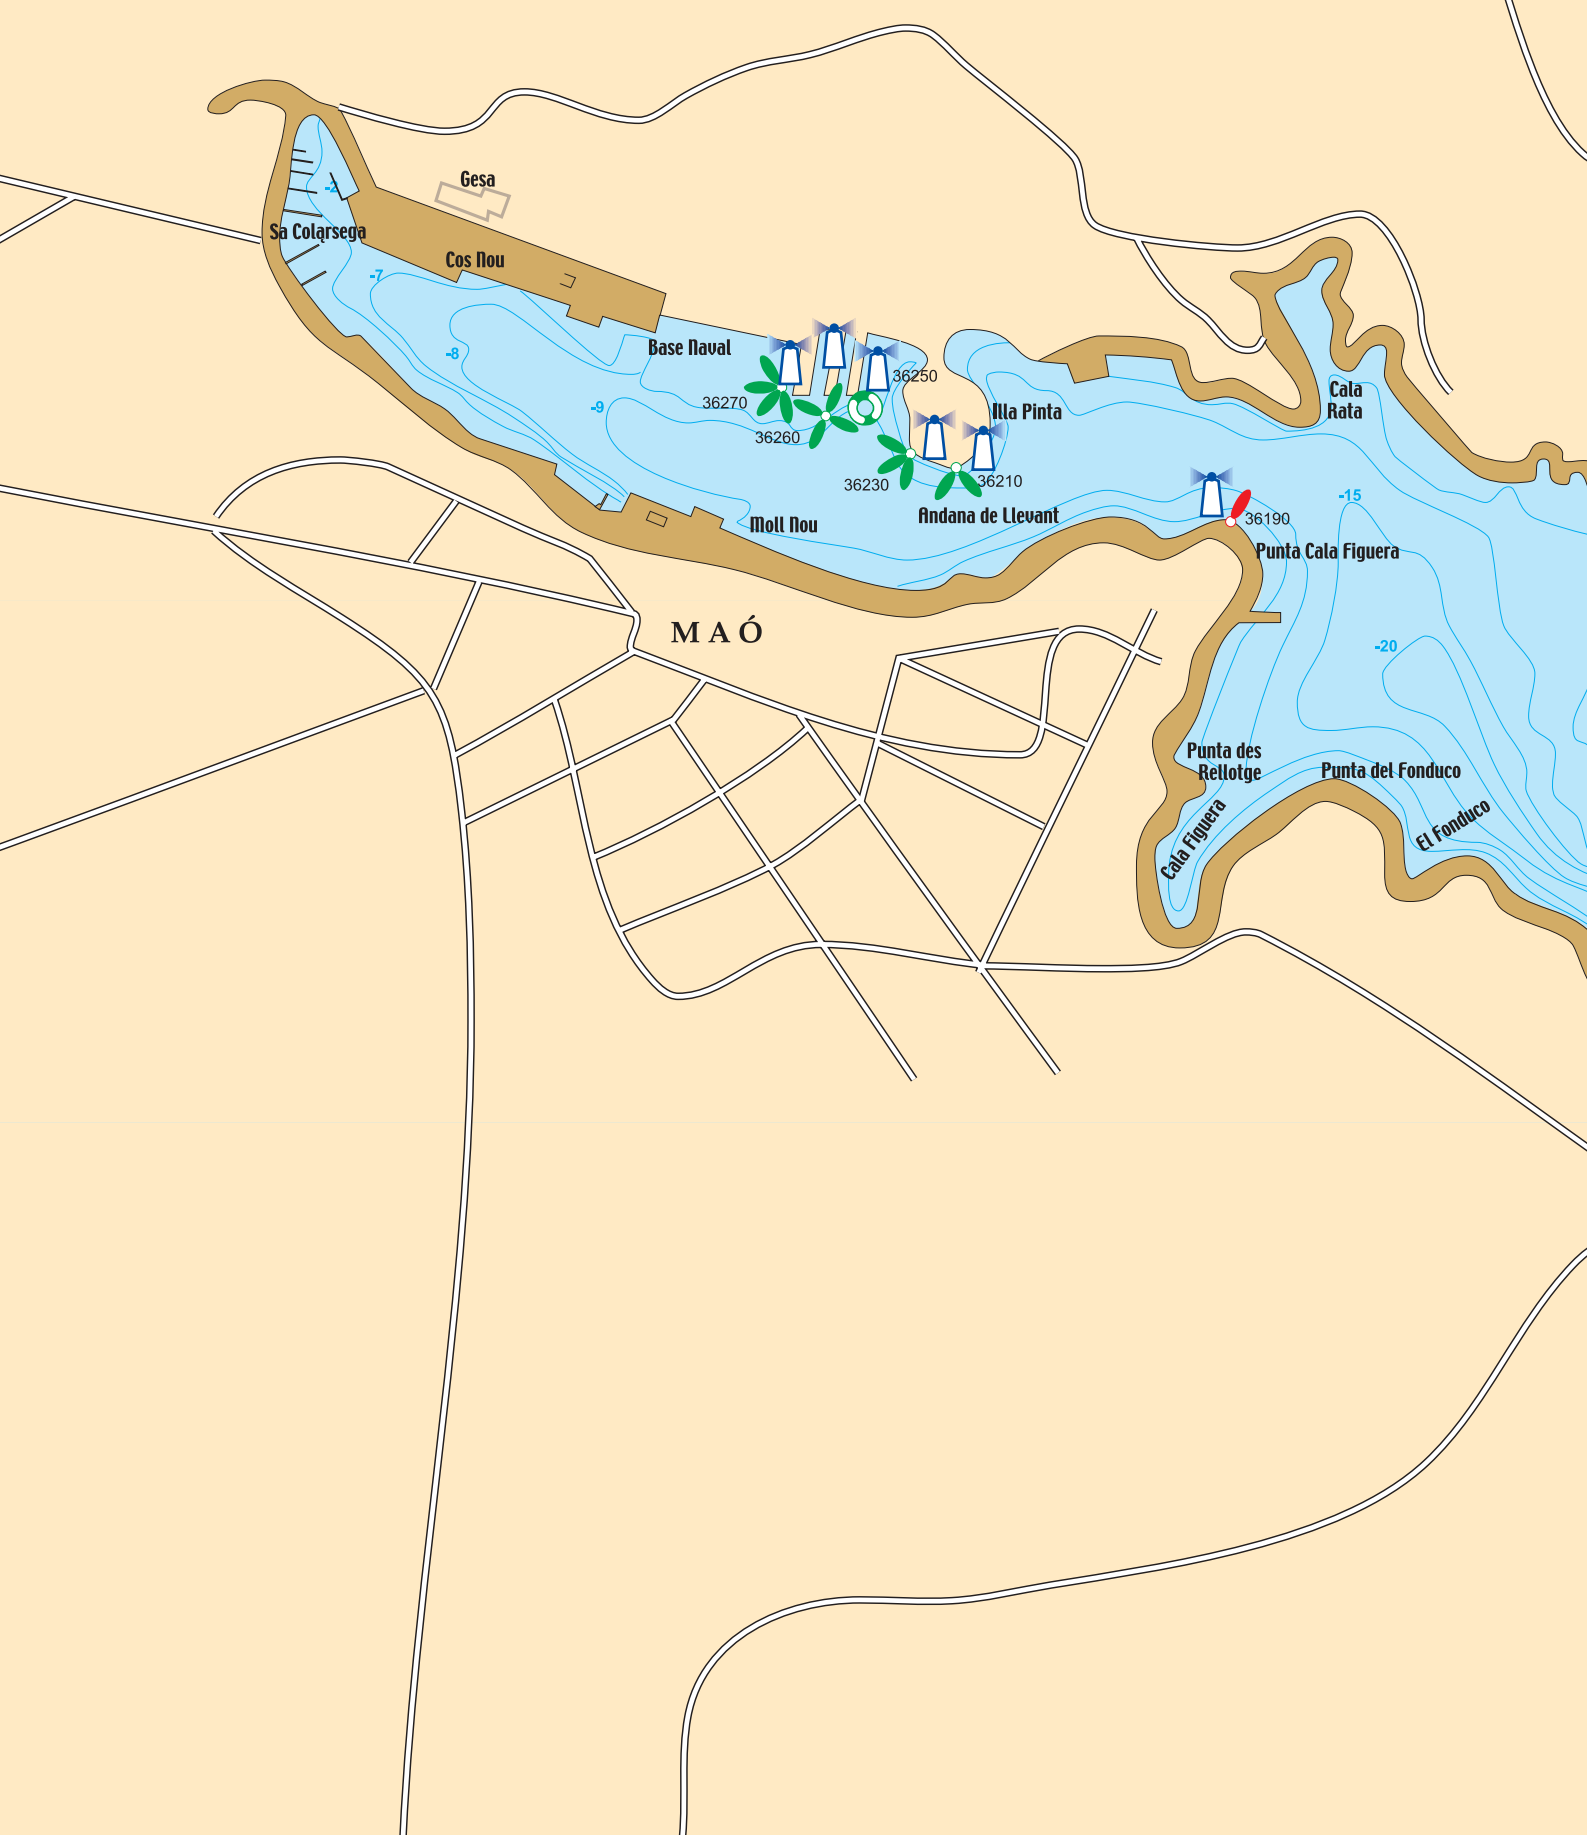 Gesa
-2
Sa Colàrsega
Cos Nou
-7
Base Naval
-8
36250
Cala
Rata
36270
-9
Illa Pinta
36260
36230
36210
-15
Andana de Llevant
36190
Moll Nou
Punta Cala Figuera
MAÓ
-20
Punta des
Rellotge
Punta del Fonduco
El Fonduco
Cala Figuera